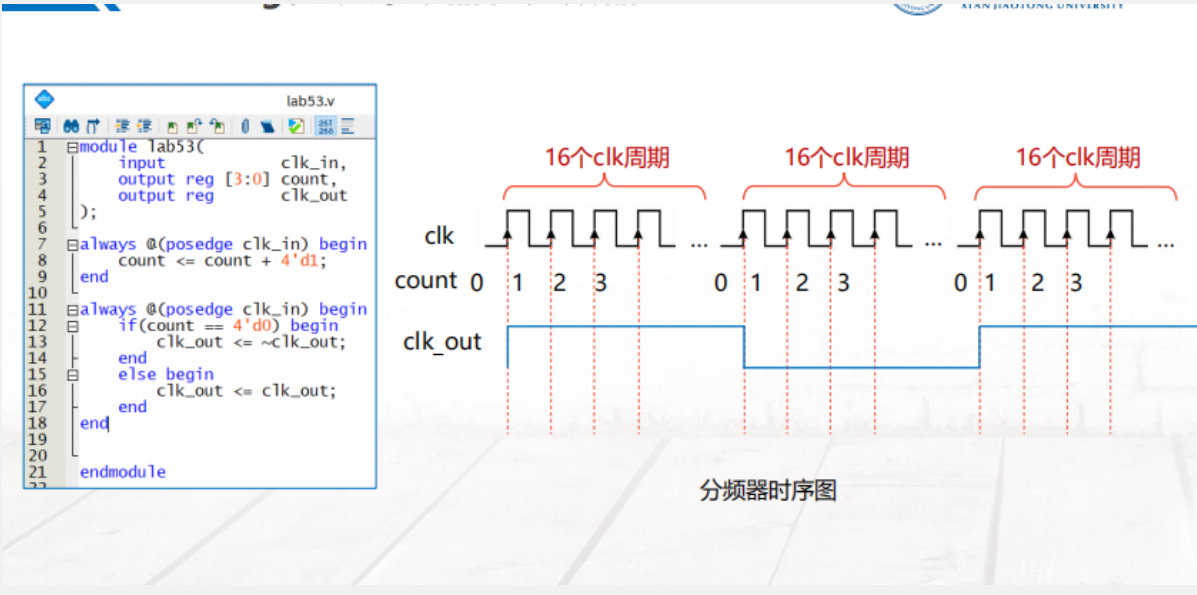 XI'AN JIAOTONG UNIVERSITY
lab53.v
1 module lab53(
2 input clk_in,
3 output reg [3:0] count,
4 output reg clk_out
5 );
6
7 always @(posedge clk_in) begin
8 count <= count + 4'd1;
9 end
10
11 always @(posedge clk_in) begin
12 if(count == 4'd0) begin
13 clk_out <= ~clk_out;
14 end
15 else begin
16 clk_out <= clk_out;
17 end
18 end
19
20
21 endmodule
22
16个clk周期 16个clk周期 16个clk周期
clk ... ... ...
count 0 1 2 3 0 1 2 3 0 1 2 3
clk_out
分频器时序图